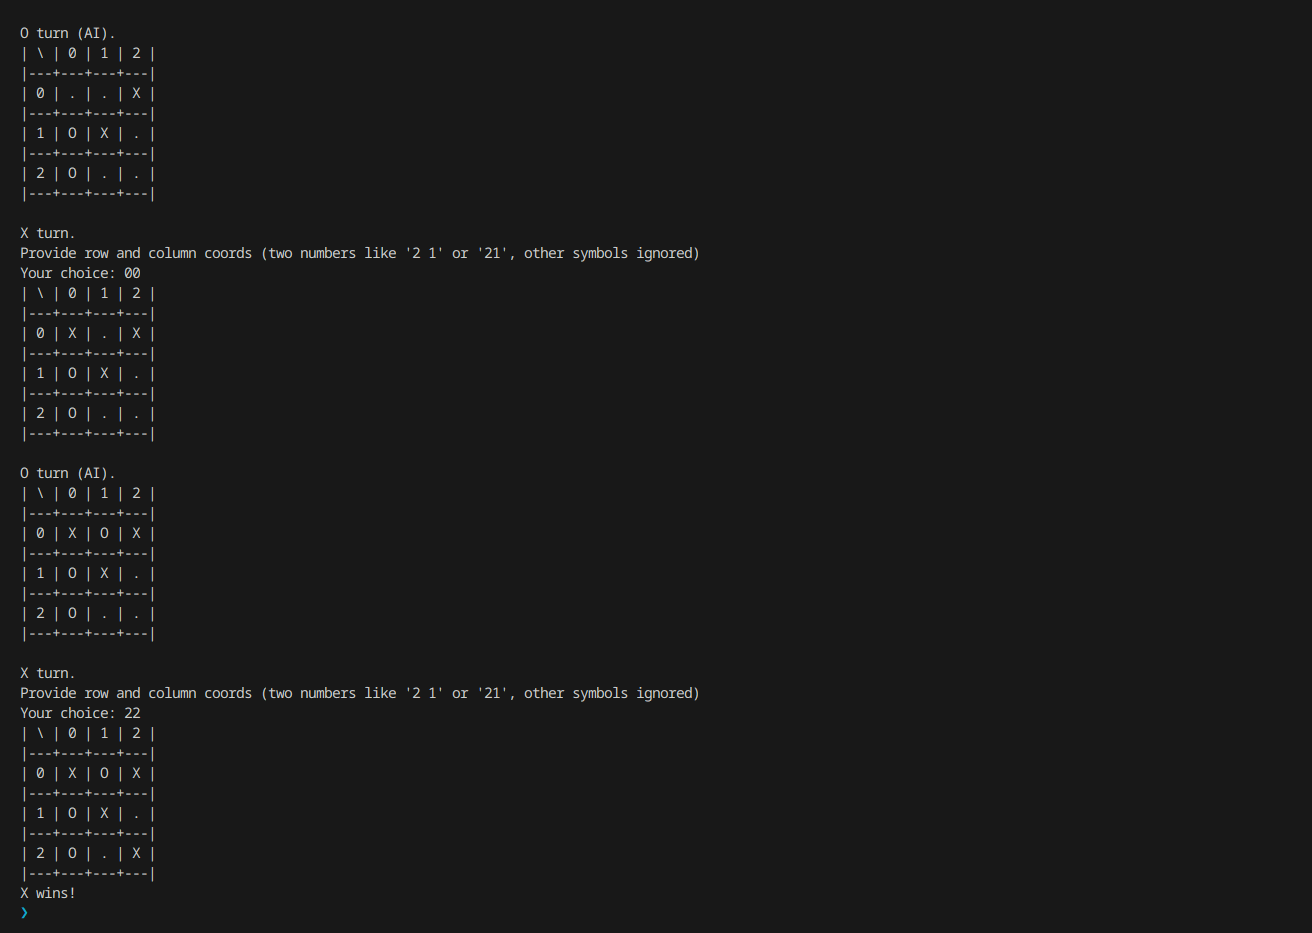 O turn (AI).
| \ | 0 | 1 | 2 |
|---+---+---+---|
| 0 | . | . | X |
|---+---+---+---|
| 1 | O | X | . |
|---+---+---+---|
| 2 | O | . | . |
|---+---+---+---|
X turn.
Provide row and column coords (two numbers like '2 1' or '21', other symbols ignored)
Your choice: 00
| \ | 0 | 1 | 2 |
|---+---+---+---|
| 0 | X | . | X |
|---+---+---+---|
| 1 | O | X | . |
|---+---+---+---|
| 2 | O | . | . |
|---+---+---+---|
O turn (AI).
| \ | 0 | 1 | 2 |
|---+---+---+---|
| 0 | X | O | X |
|---+---+---+---|
| 1 | O | X | . |
|---+---+---+---|
| 2 | O | . | . |
|---+---+---+---|
X turn.
Provide row and column coords (two numbers like '2 1' or '21', other symbols ignored)
Your choice: 22
| \ | 0 | 1 | 2 |
|---+---+---+---|
| 0 | X | O | X |
|---+---+---+---|
| 1 | O | X | . |
|---+---+---+---|
| 2 | O | . | X |
|---+---+---+---|
X wins!
❯